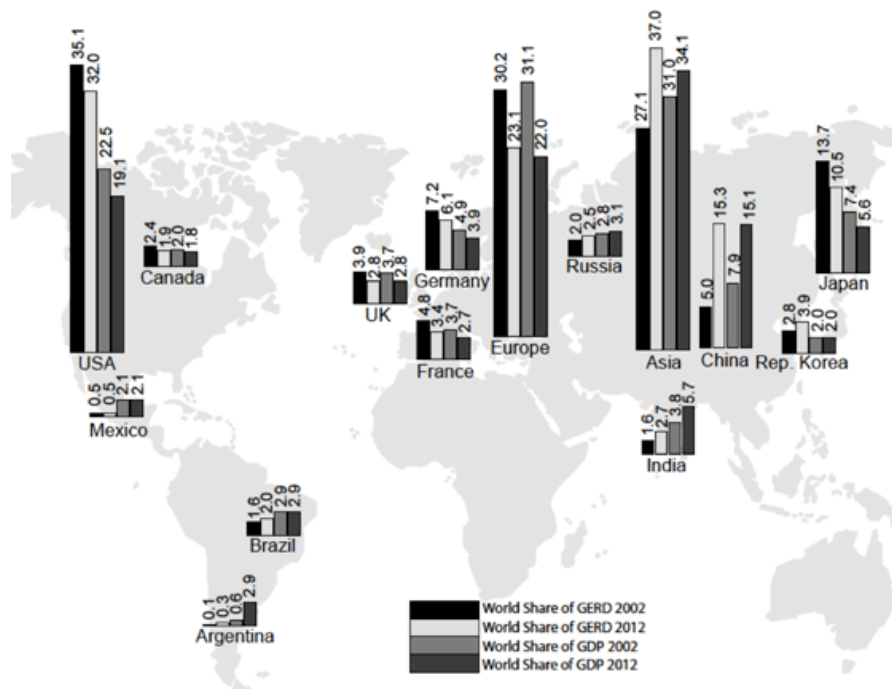 35.1 32.0 22.5 19.1
USA
2.4 1.9 2.0 1.8
Canada
0.5 0.5 2.1 2.1
Mexico
1.6 2.0 2.9 2.9
Brazil
0.1 0.3 0.6 2.9
Argentina
3.9 2.8 3.7 2.8
UK
7.2 6.1 4.9 3.9
Germany
4.8 3.4 3.7 2.7
France
30.2 23.1 31.1 22.0
Europe
2.0 2.5 2.8 3.1
Russia
27.1 37.0 31.0 34.1
Asia
5.0 15.3 7.9 15.1
China
13.7 10.5 7.4 5.6
Japan
2.8 3.9 2.0 2.0
Rep. Korea
1.6 2.7 3.8 5.7
India
World Share of GERD 2002
World Share of GERD 2012
World Share of GDP 2002
World Share of GDP 2012